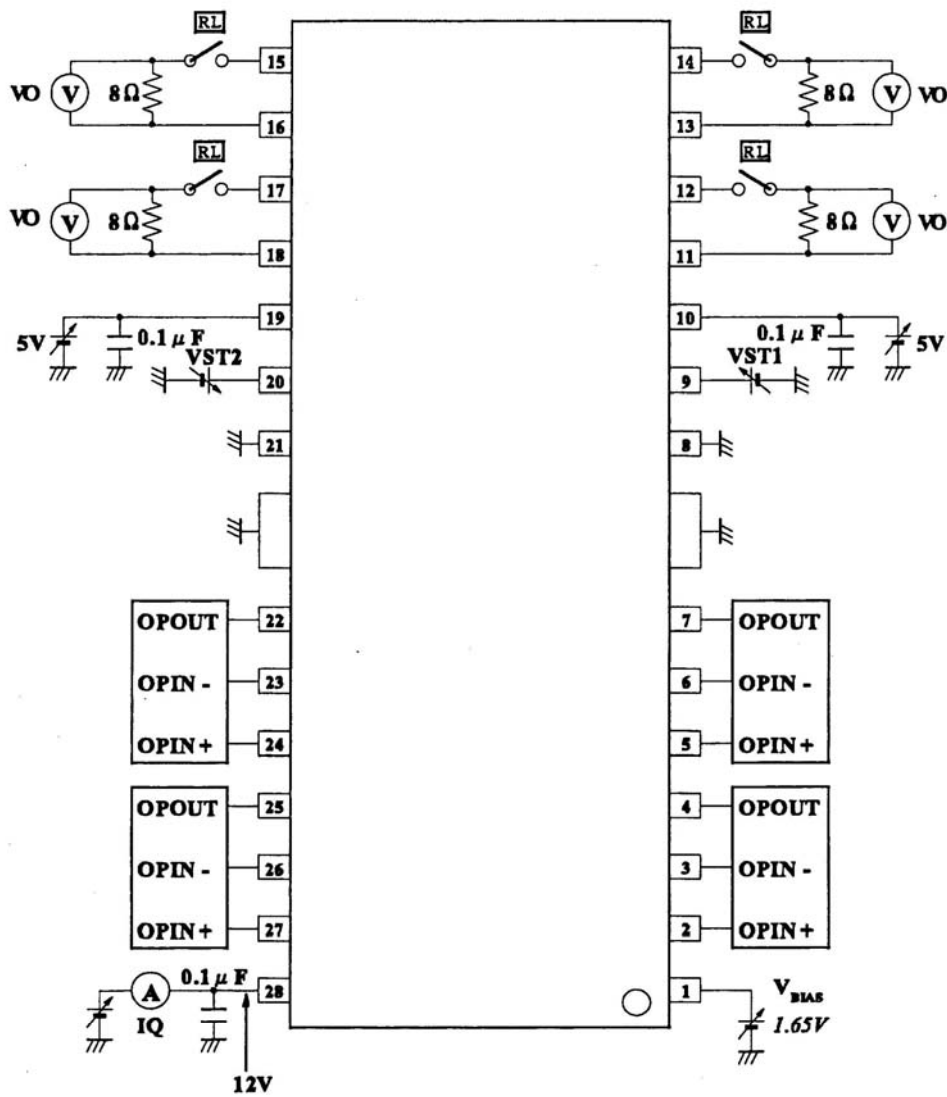 RL RL
15 14
VO V 8Ω 8Ω V VO
16 13
RL RL
17 12
VO V 8Ω 8Ω V VO
18 11
19 10
5V 0.1 μ F 0.1 μ F 5V
VST2 VST1
20 9
21 8
OPOUT 22 7 OPOUT
OPIN - 23 6 OPIN -
OPIN + 24 5 OPIN +
OPOUT 25 4 OPOUT
OPIN - 26 3 OPIN -
OPIN + 27 2 OPIN +
0.1 μ F
A 28 1 VBIAS
IQ 1.65V
12V